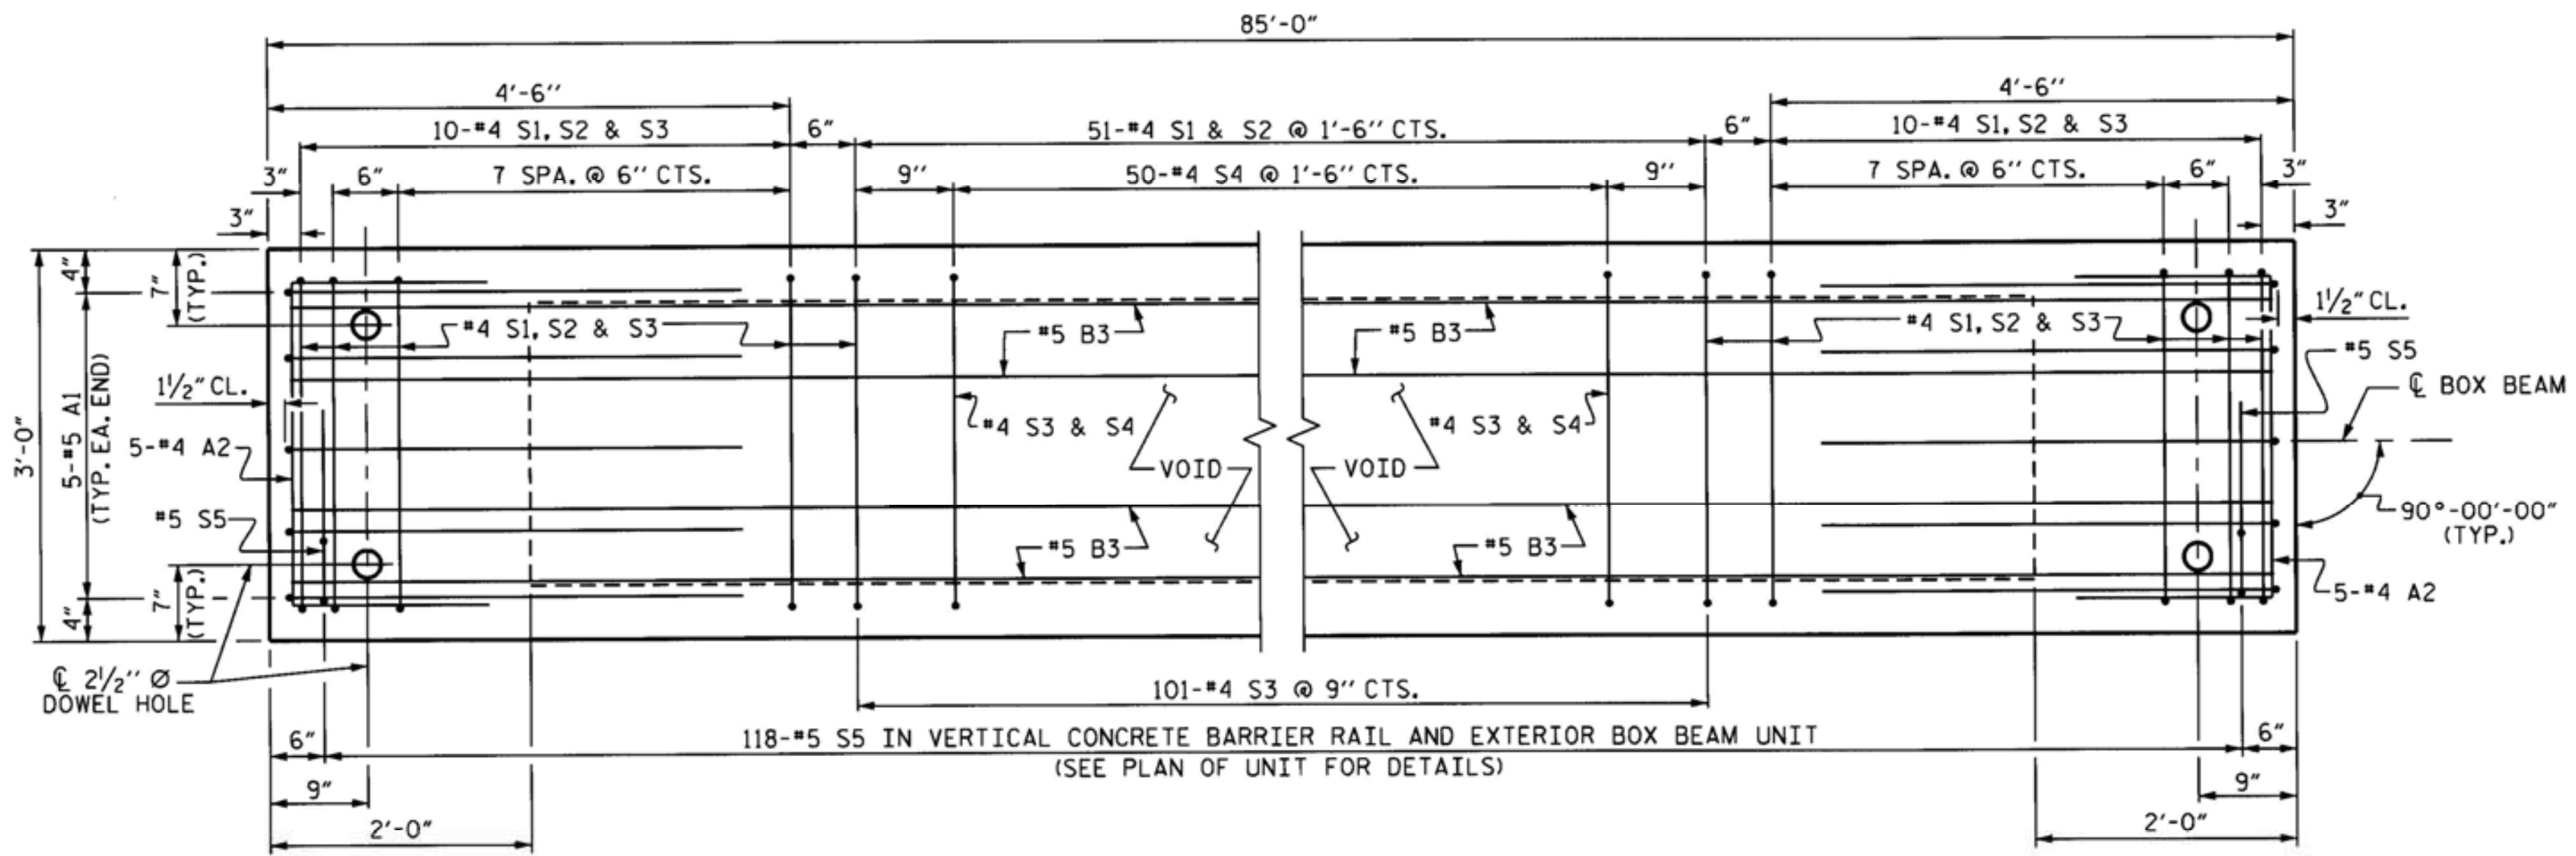 85'-0"
4'-6''
4'-6''
10-#4 S1, S2 & S3
6"
51-#4 S1 & S2 @ 1'-6'' CTS.
6"
10-#4 S1, S2 & S3
3"
6"
7 SPA. @ 6'' CTS.
9''
50-#4 S4 @ 1'-6'' CTS.
9"
7 SPA. @ 6'' CTS.
6"
3"
3"
3"
4"
7"
(TYP.)
#4 S1, S2 & S3
#5 B3
#5 B3
#4 S1, S2 & S3
1½" CL.
#5 S5
℄ BOX BEAM
1½" CL.
3'-0"
5-#5 A1
(TYP. EA. END)
#4 S3 & S4
#4 S3 & S4
5-#4 A2
VOID
VOID
90°-00'-00"
(TYP.)
#5 S5
#5 B3
#5 B3
5-#4 A2
4"
7"
(TYP.)
℄ 2½'' Ø
DOWEL HOLE
101-#4 S3 @ 9'' CTS.
6"
118-#5 S5 IN VERTICAL CONCRETE BARRIER RAIL AND EXTERIOR BOX BEAM UNIT
6"
(SEE PLAN OF UNIT FOR DETAILS)
9"
9"
2'-0"
2'-0"